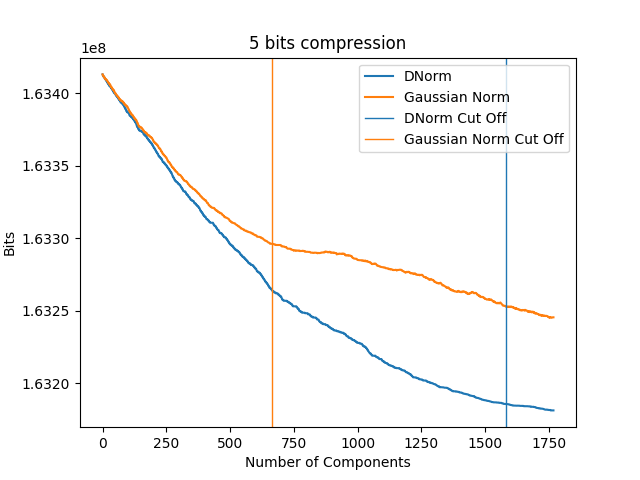 5 bits compression
1e8
1.6340
1.6335
1.6330
1.6325
1.6320
Bits
DNorm
Gaussian Norm
DNorm Cut Off
Gaussian Norm Cut Off
0 250 500 750 1000 1250 1500 1750
Number of Components